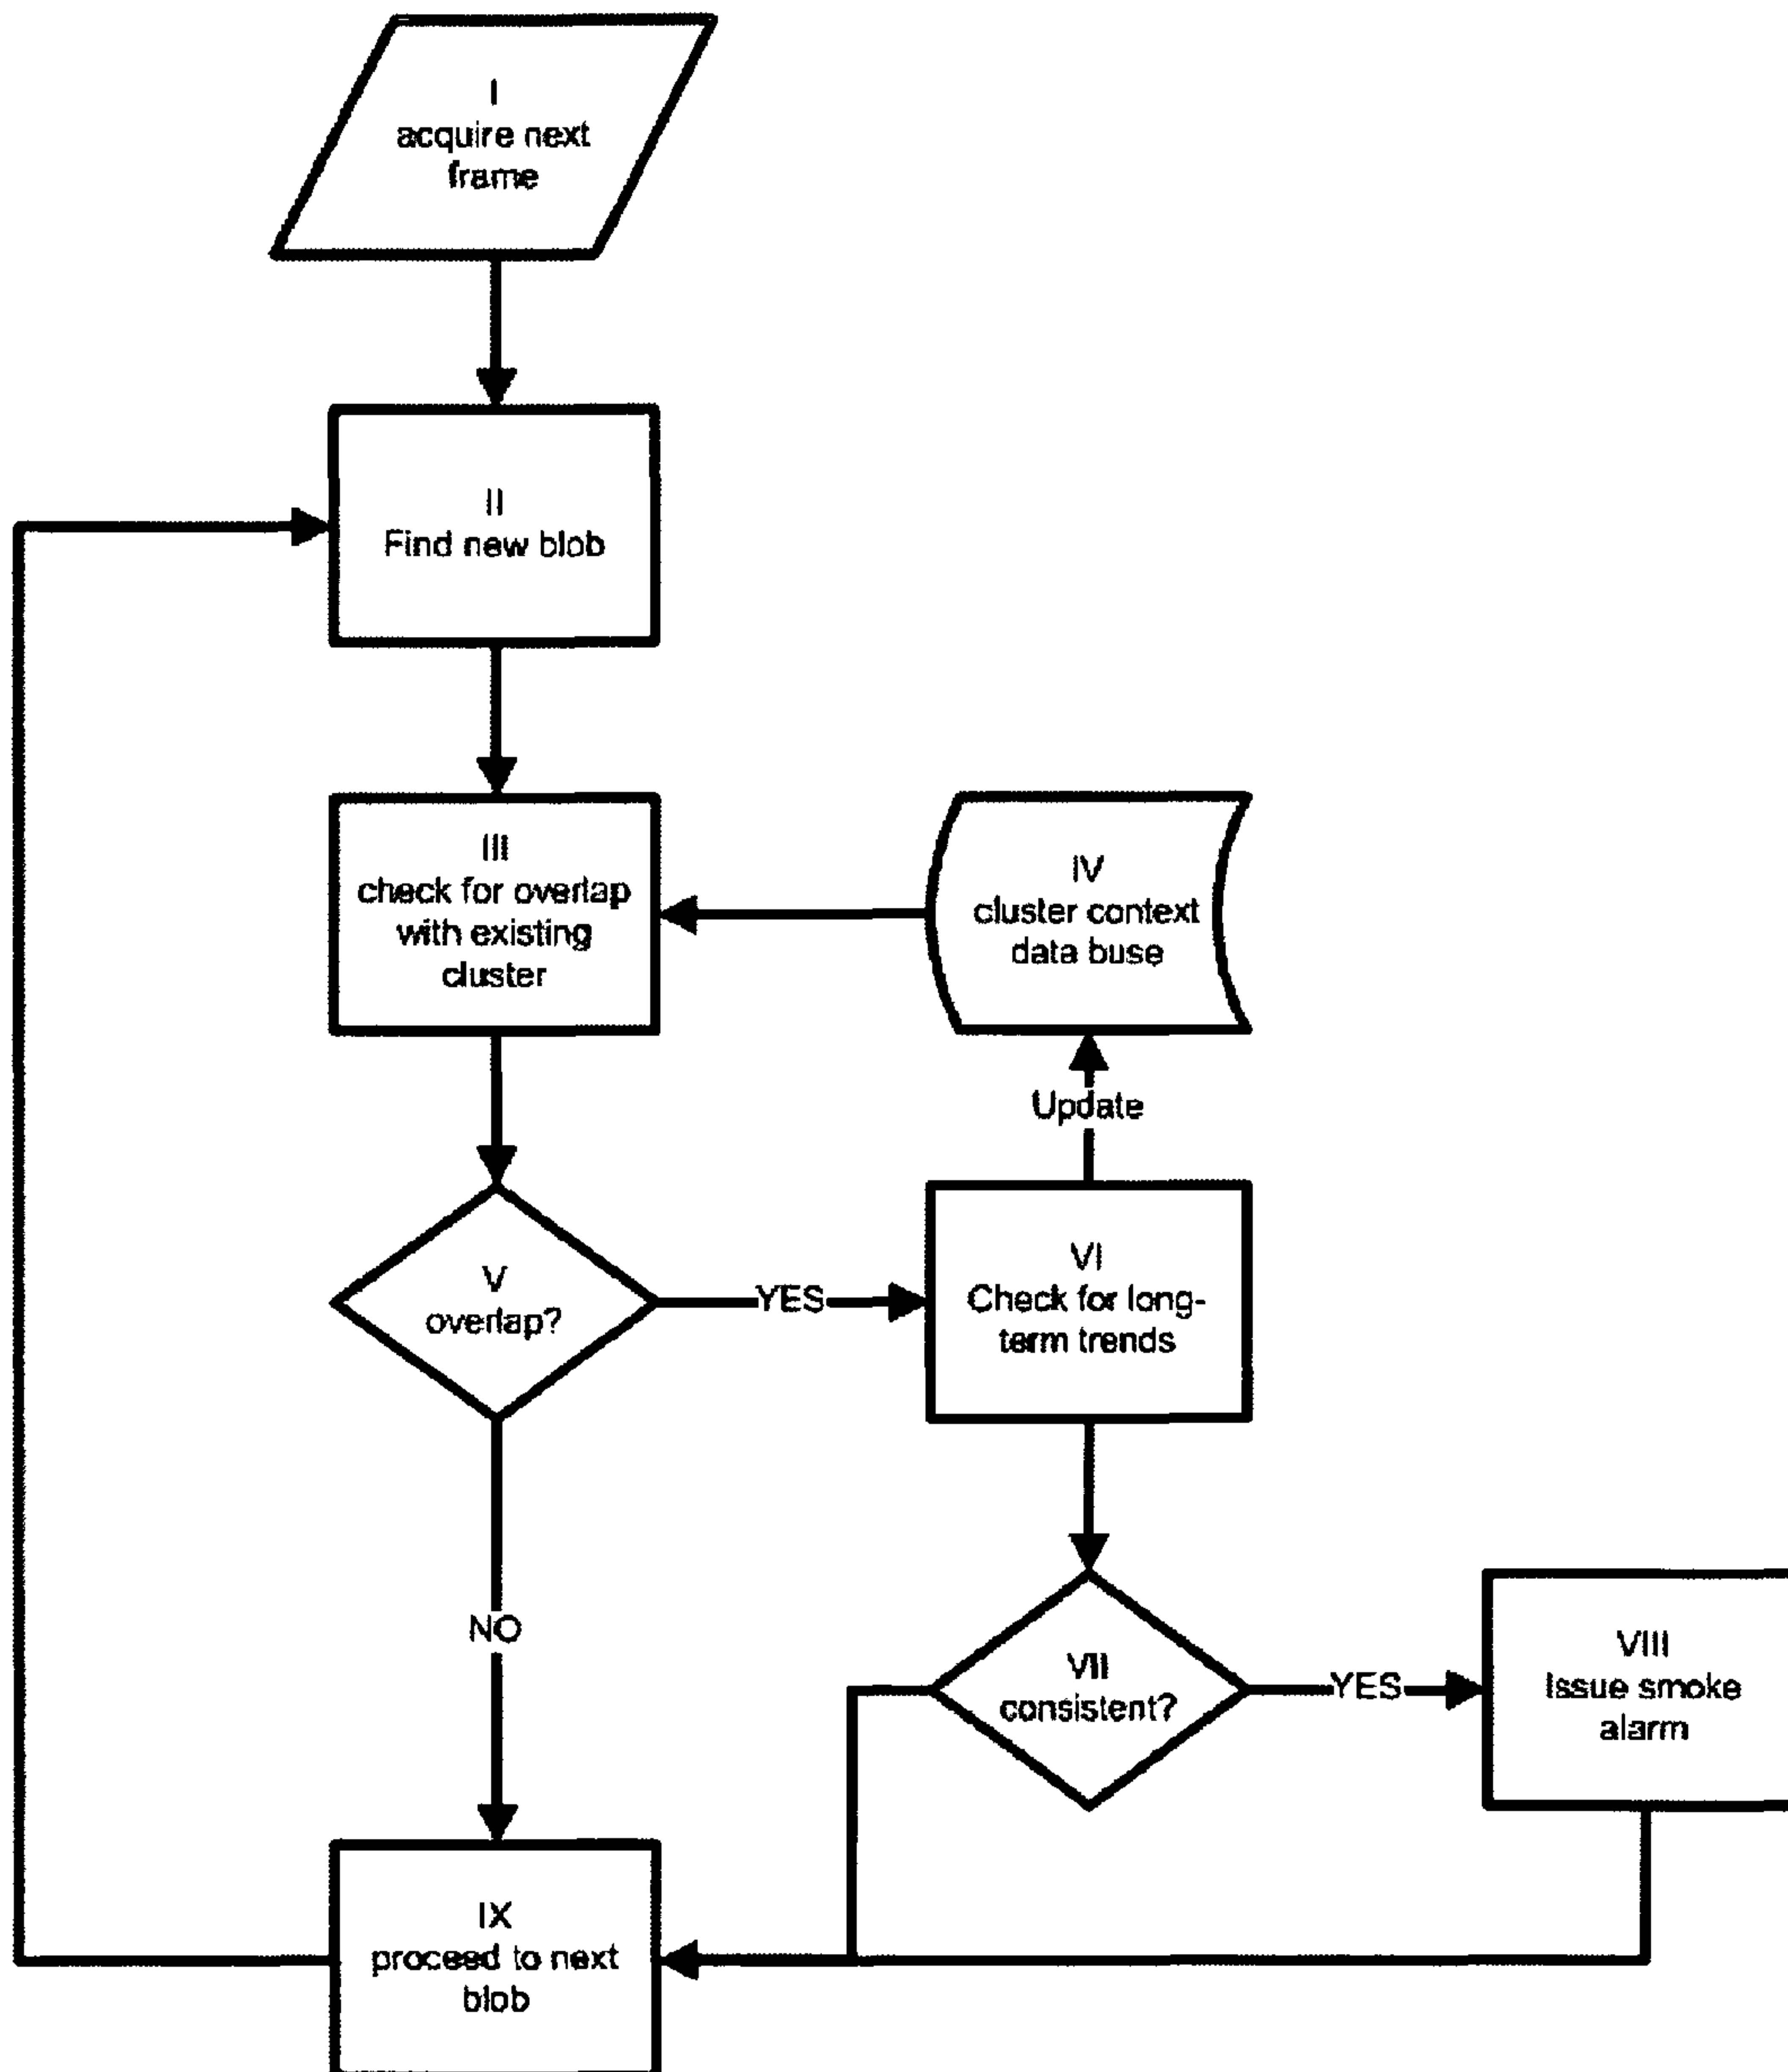 I
acquire next
frame
II
Find new blob
III
check for overlap
with existing
cluster
IV
cluster context
data buse
Update
V
overlap?
YES
VI
Check for long-
term trends
NO
VII
consistent?
YES
VIII
Issue smoke
alarm
IX
proceed to next
blob